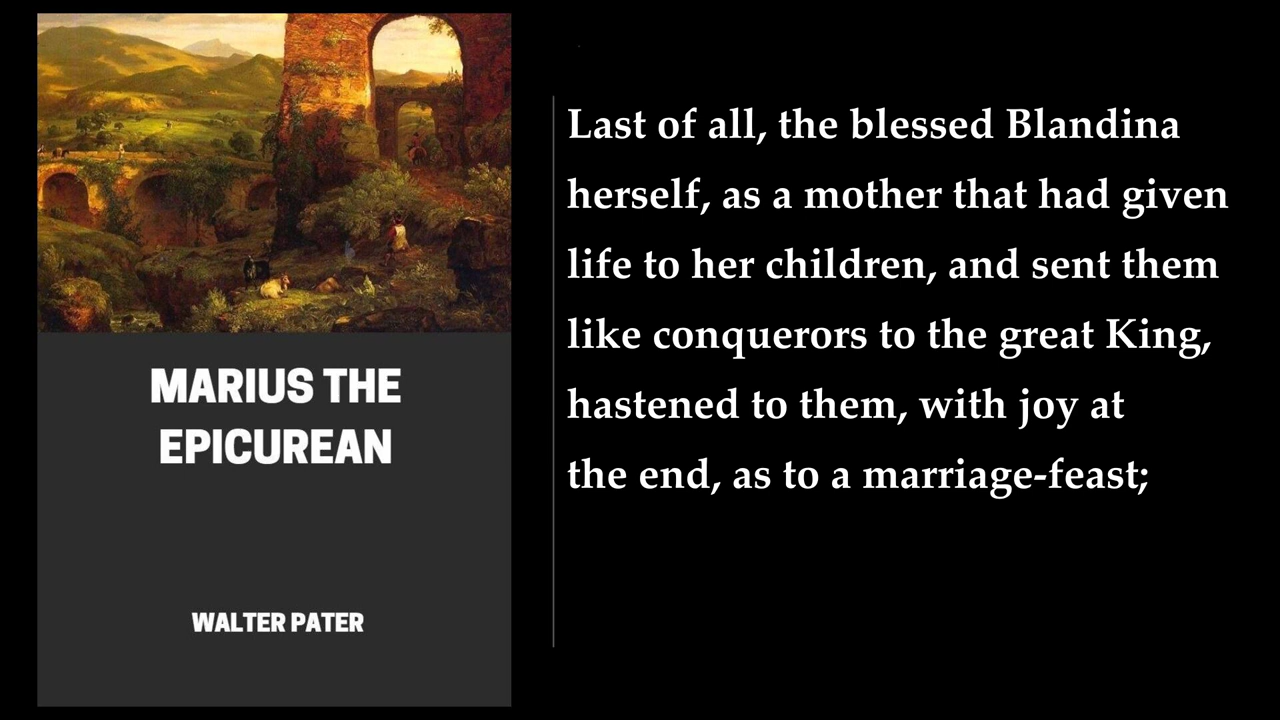 MARIUS THE
EPICUREAN
WALTER PATER
Last of all, the blessed Blandina
herself, as a mother that had given
life to her children, and sent them
like conquerors to the great King,
hastened to them, with joy at
the end, as to a marriage-feast;